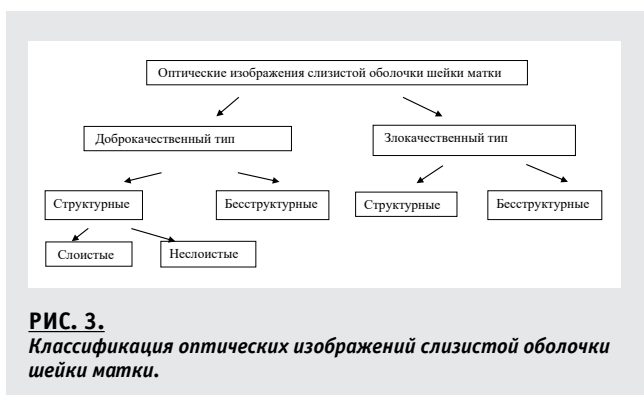 Оптические изображения слизистой оболочки шейки матки
Доброкачественный тип
Злокачественный тип
Структурные
Бесструктурные
Структурные
Бесструктурные
Слоистые
Неслоистые
РИС. 3.
Классификация оптических изображений слизистой оболочки
шейки матки.